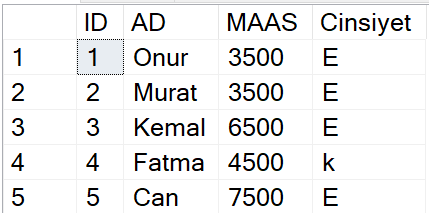 ID AD MAAS Cinsiyet
1 1 Onur 3500 E
2 2 Murat 3500 E
3 3 Kemal 6500 E
4 4 Fatma 4500 k
5 5 Can 7500 E